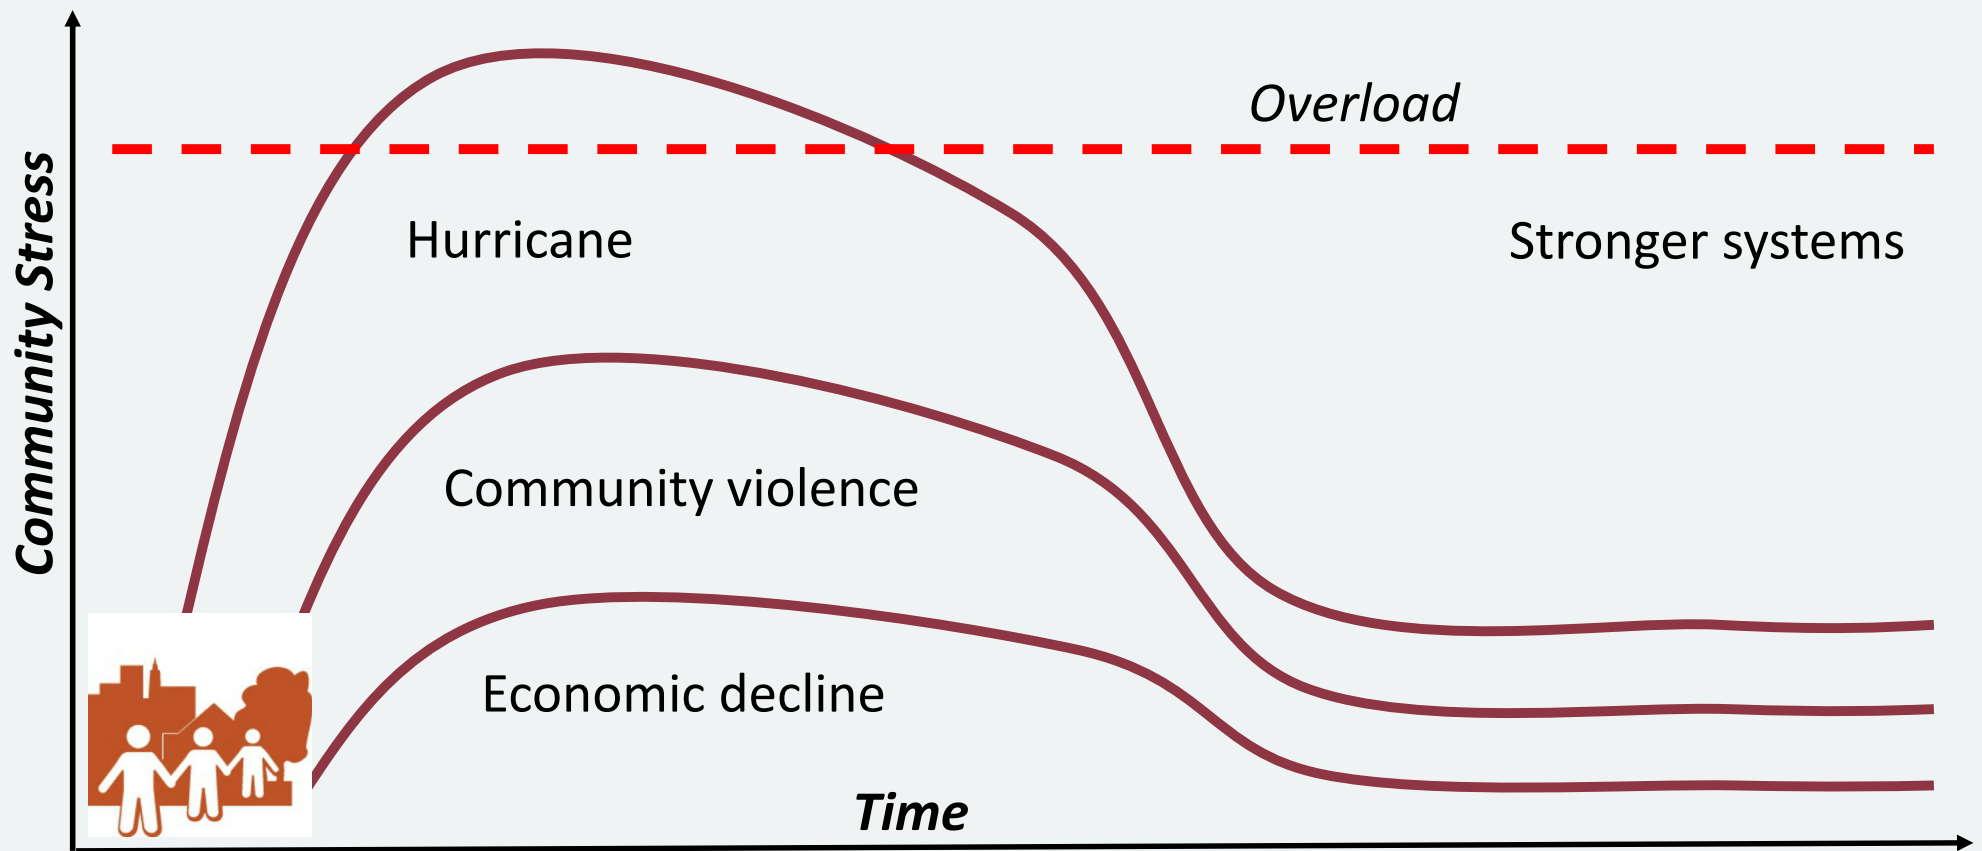 Overload
Community Stress
Hurricane
Stronger systems
Community violence
Economic decline
Time